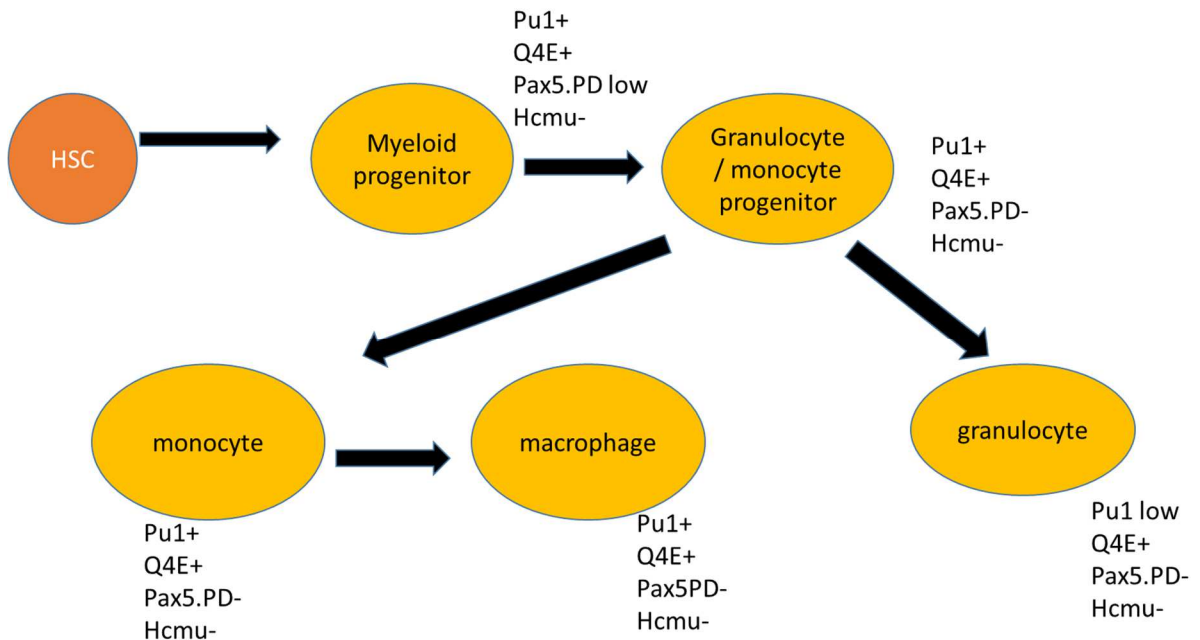 Pu1+
Q4E+
Pax5.PD low
Hcmu-
HSC
Myeloid
progenitor
Granulocyte
/ monocyte
progenitor
Pu1+
Q4E+
Pax5.PD-
Hcmu-
monocyte
macrophage
granulocyte
Pu1+
Q4E+
Pax5.PD-
Hcmu-
Pu1+
Q4E+
Pax5PD-
Hcmu-
Pu1 low
Q4E+
Pax5.PD-
Hcmu-